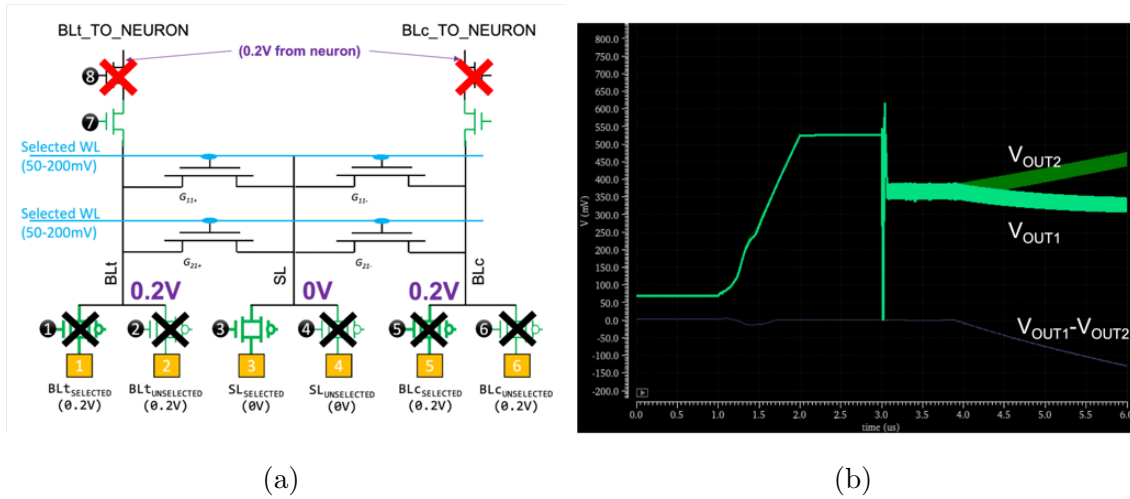 BLt_TO_NEURON
BLc_TO_NEURON
(0.2V from neuron)
8
7
Selected WL
(50-200mV)
G11+
G11-
Selected WL
(50-200mV)
G21+
G21-
BLt
SL
BLc
0.2V
0V
0.2V
1
2
3
4
5
6
1
2
3
4
5
6
BLtSELECTED
(0.2V)
BLtUNSELECTED
(0.2V)
SLSELECTED
(0V)
SLUNSELECTED
(0V)
BLcSELECTED
(0.2V)
BLcUNSELECTED
(0.2V)
(a)
800.0
750.0
700.0
650.0
600.0
550.0
500.0
450.0
400.0
350.0
300.0
250.0
200.0
150.0
100.0
50.0
0.0
-50.0
-100.0
-150.0
-200.0
V (mV)
VOUT2
VOUT1
VOUT1-VOUT2
0.0 0.5 1.0 1.5 2.0 2.5 3.0 3.5 4.0 4.5 5.0 5.5 6.0
time (us)
(b)